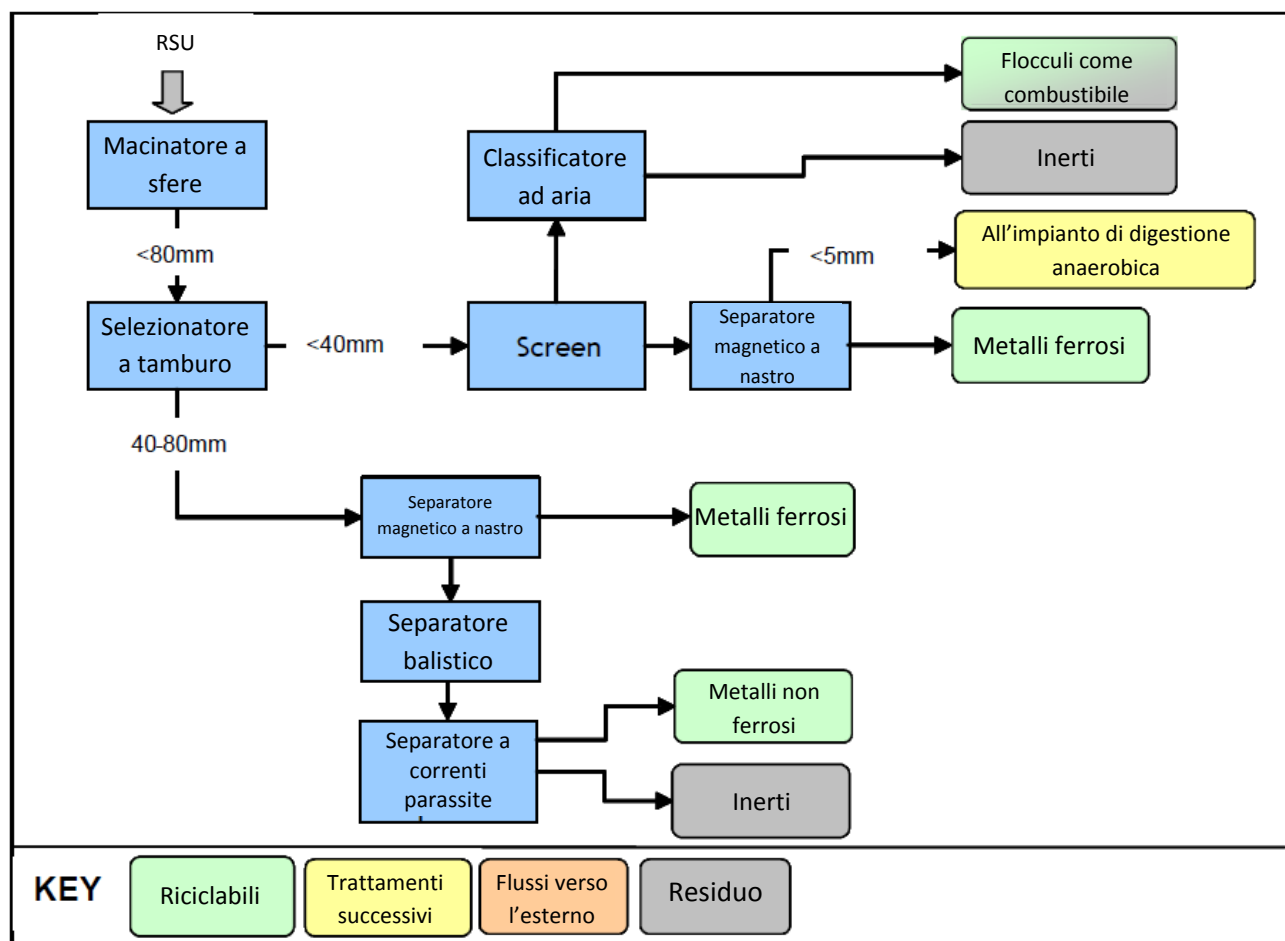 RSU
Macinatore a
sfere
<80mm
Selezionatore
a tamburo
<40mm
40-80mm
Classificatore
ad aria
Screen
Flocculi come
combustibile
Inerti
<5mm
All'impianto di digestione
anaerobica
Separatore
magnetico a
nastro
Metalli ferrosi
Separatore
magnetico a nastro
Metalli ferrosi
Separatore
balistico
Separatore a
correnti
parassite
Metalli non
ferrosi
Inerti
KEY
Riciclabili
Trattamenti
successivi
Flussi verso
l'esterno
Residuo